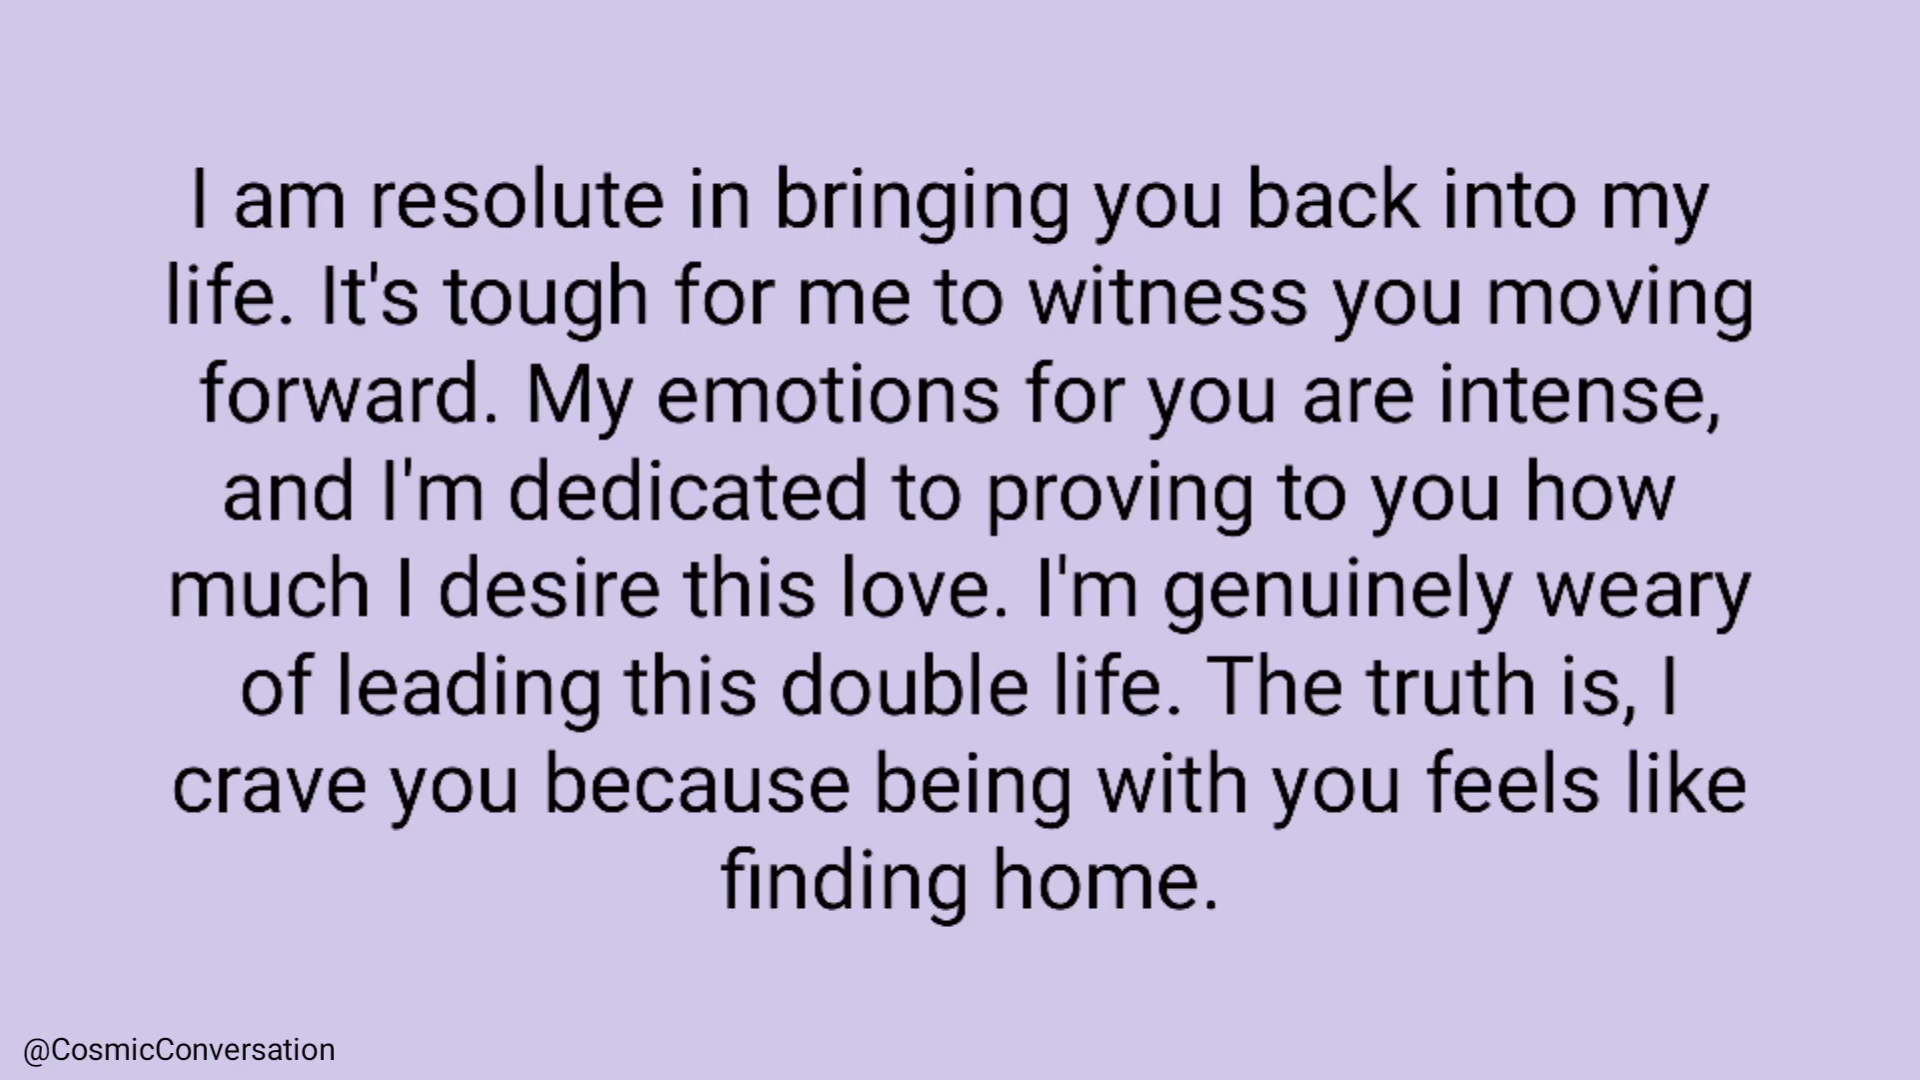 I am resolute in bringing you back into my
life. It's tough for me to witness you moving
forward. My emotions for you are intense,
and I'm dedicated to proving to you how
much I desire this love. I'm genuinely weary
of leading this double life. The truth is, I
crave you because being with you feels like
finding home.
@CosmicConversation